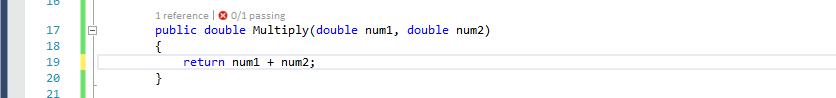 16
1 reference | 0/1 passing
17 public double Multiply(double num1, double num2)
18 {
19 return num1 + num2;
20 }
21